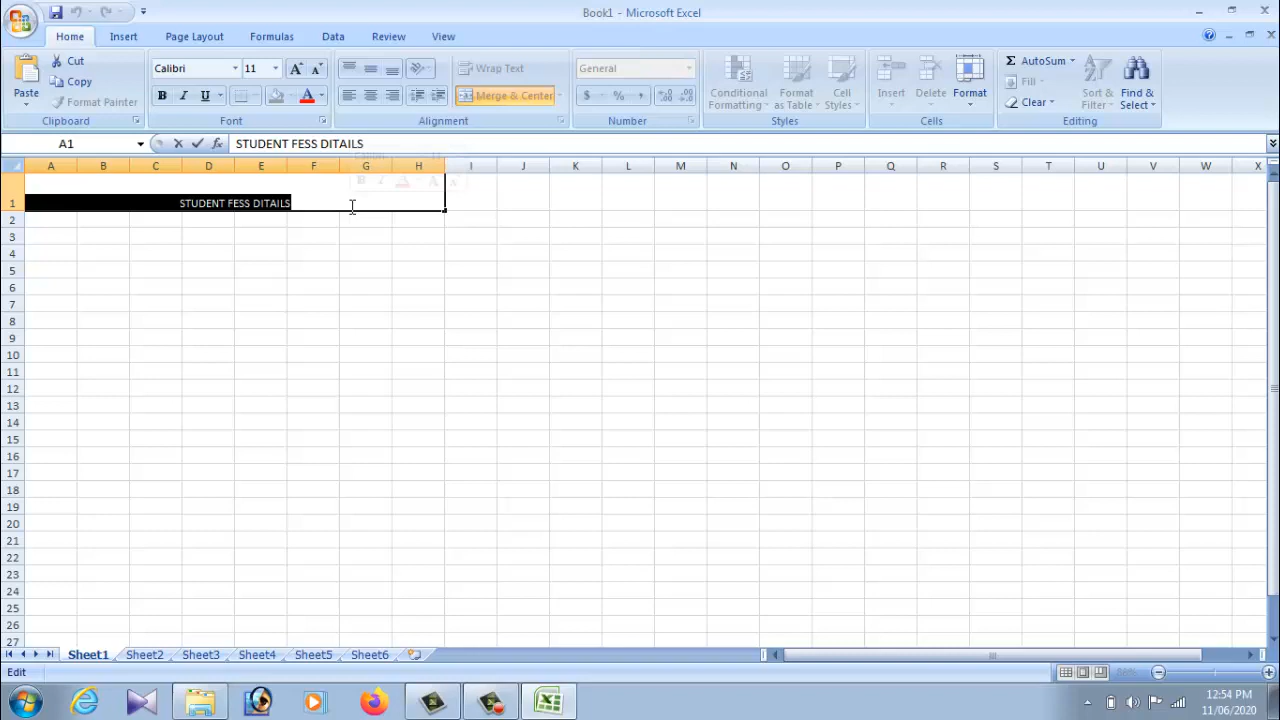 Book1 - Microsoft Excel
Home Insert Page Layout Formulas Data Review View
Paste
Cut
Copy
Format Painter
Clipboard
Calibri 11
A A
B I U A
Font
Wrap Text
Merge & Center
Alignment
General
$ % ,
Number
Conditional Formatting
Format as Table
Cell Styles
Styles
Insert
Delete
Format
Cells
Σ AutoSum
Fill
Clear
Sort & Filter
Find & Select
Editing
A1 fx STUDENT FESS DITAILS
A B C D E F G H I J K L M N O P Q R S T U V W X
1 STUDENT FESS DITAILS
2
3
4
5
6
7
8
9
10
11
12
13
14
15
16
17
18
19
20
21
22
23
24
25
26
27
Sheet1 Sheet2 Sheet3 Sheet4 Sheet5 Sheet6
Edit
12:54 PM
11/06/2020